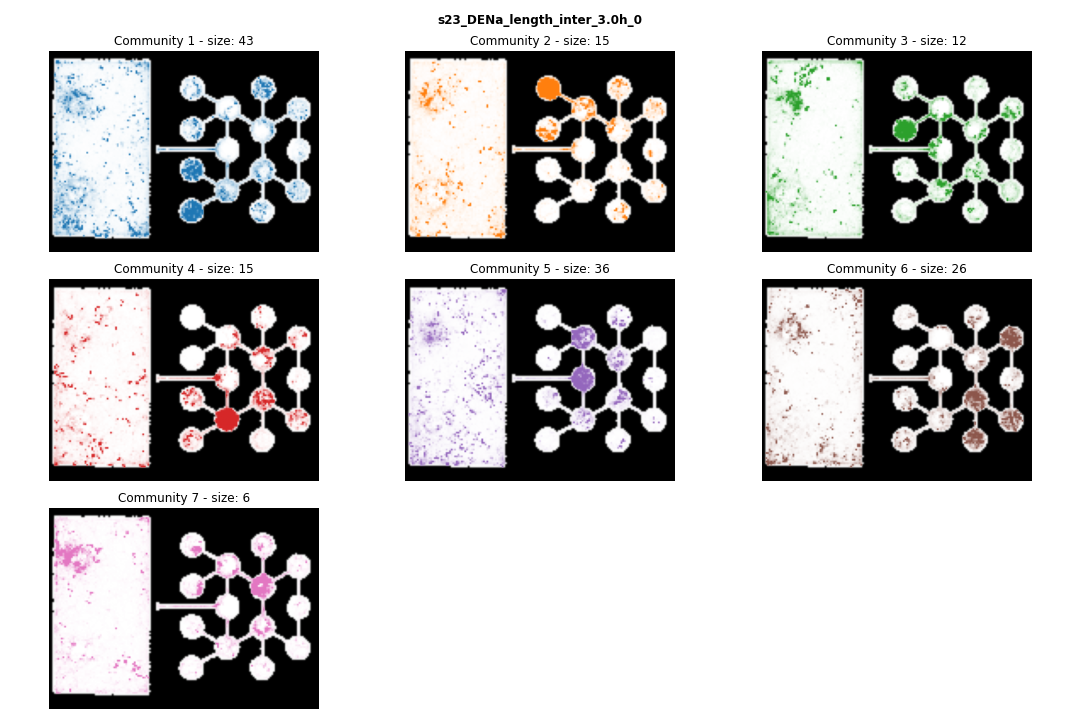 s23_DENa_length_inter_3.0h_0
Community 1 - size: 43
Community 2 - size: 15
Community 3 - size: 12
Community 4 - size: 15
Community 5 - size: 36
Community 6 - size: 26
Community 7 - size: 6